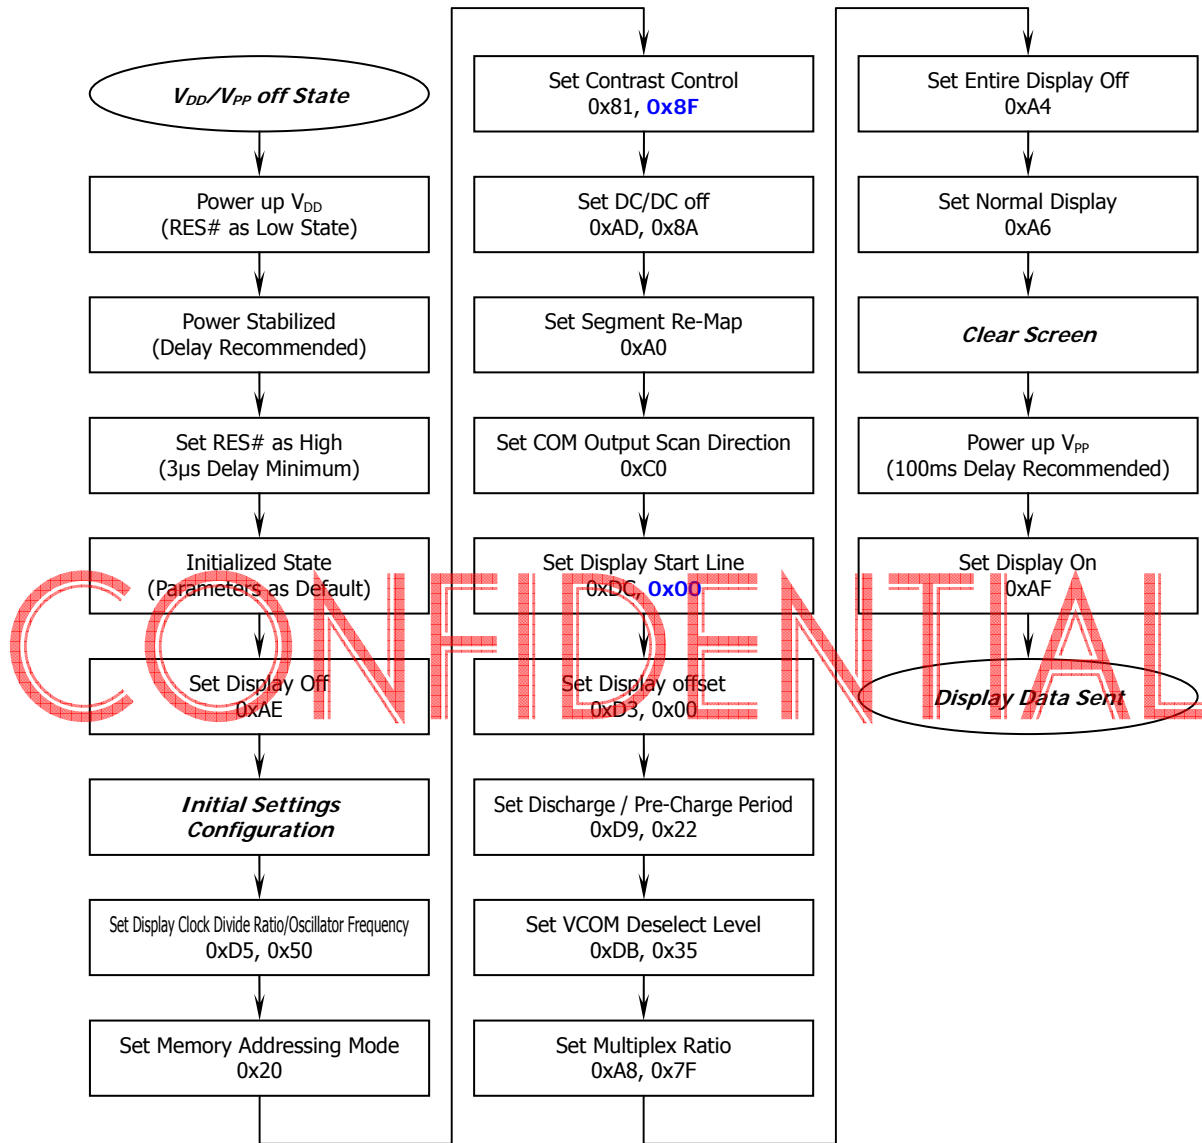 V_DD/V_PP off State
Power up V_DD
(RES# as Low State)
Power Stabilized
(Delay Recommended)
Set RES# as High
(3µs Delay Minimum)
Initialized State
(Parameters as Default)
Set Display Off
0xAE
Initial Settings
Configuration
Set Display Clock Divide Ratio/Oscillator Frequency
0xD5, 0x50
Set Memory Addressing Mode
0x20
Set Contrast Control
0x81, 0x8F
Set DC/DC off
0xAD, 0x8A
Set Segment Re-Map
0xA0
Set COM Output Scan Direction
0xC0
Set Display Start Line
0xDC, 0x00
Set Display offset
0xD3, 0x00
Set Discharge / Pre-Charge Period
0xD9, 0x22
Set VCOM Deselect Level
0xDB, 0x35
Set Multiplex Ratio
0xA8, 0x7F
Set Entire Display Off
0xA4
Set Normal Display
0xA6
Clear Screen
Power up V_PP
(100ms Delay Recommended)
Set Display On
0xAF
Display Data Sent
CONFIDENTIAL